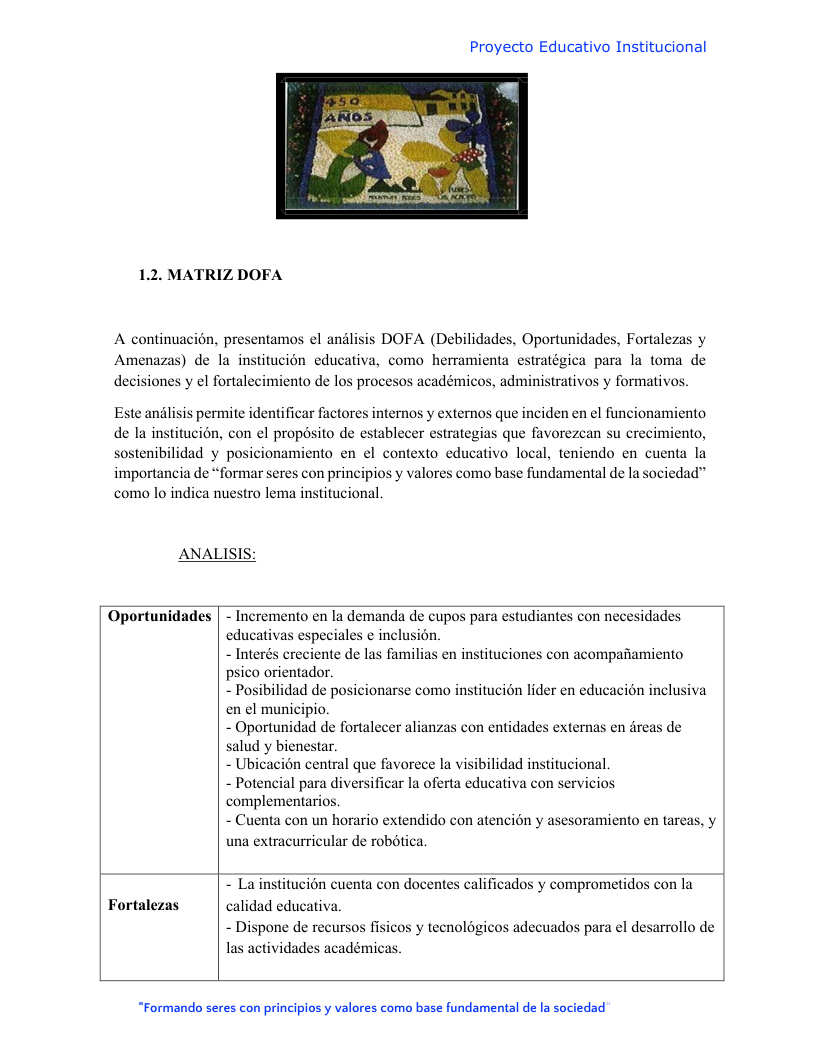 Proyecto Educativo Institucional
450
AÑOS
1.2. MATRIZ DOFA
A continuación, presentamos el análisis DOFA (Debilidades, Oportunidades, Fortalezas y
Amenazas) de la institución educativa, como herramienta estratégica para la toma de
decisiones y el fortalecimiento de los procesos académicos, administrativos y formativos.
Este análisis permite identificar factores internos y externos que inciden en el funcionamiento
de la institución, con el propósito de establecer estrategias que favorezcan su crecimiento,
sostenibilidad y posicionamiento en el contexto educativo local, teniendo en cuenta la
importancia de “formar seres con principios y valores como base fundamental de la sociedad”
como lo indica nuestro lema institucional.
ANALISIS:
Oportunidades
- Incremento en la demanda de cupos para estudiantes con necesidades
educativas especiales e inclusión.
- Interés creciente de las familias en instituciones con acompañamiento
psico orientador.
- Posibilidad de posicionarse como institución líder en educación inclusiva
en el municipio.
- Oportunidad de fortalecer alianzas con entidades externas en áreas de
salud y bienestar.
- Ubicación central que favorece la visibilidad institucional.
- Potencial para diversificar la oferta educativa con servicios
complementarios.
- Cuenta con un horario extendido con atención y asesoramiento en tareas, y
una extracurricular de robótica.
Fortalezas
- La institución cuenta con docentes calificados y comprometidos con la
calidad educativa.
- Dispone de recursos físicos y tecnológicos adecuados para el desarrollo de
las actividades académicas.
"Formando seres con principios y valores como base fundamental de la sociedad"